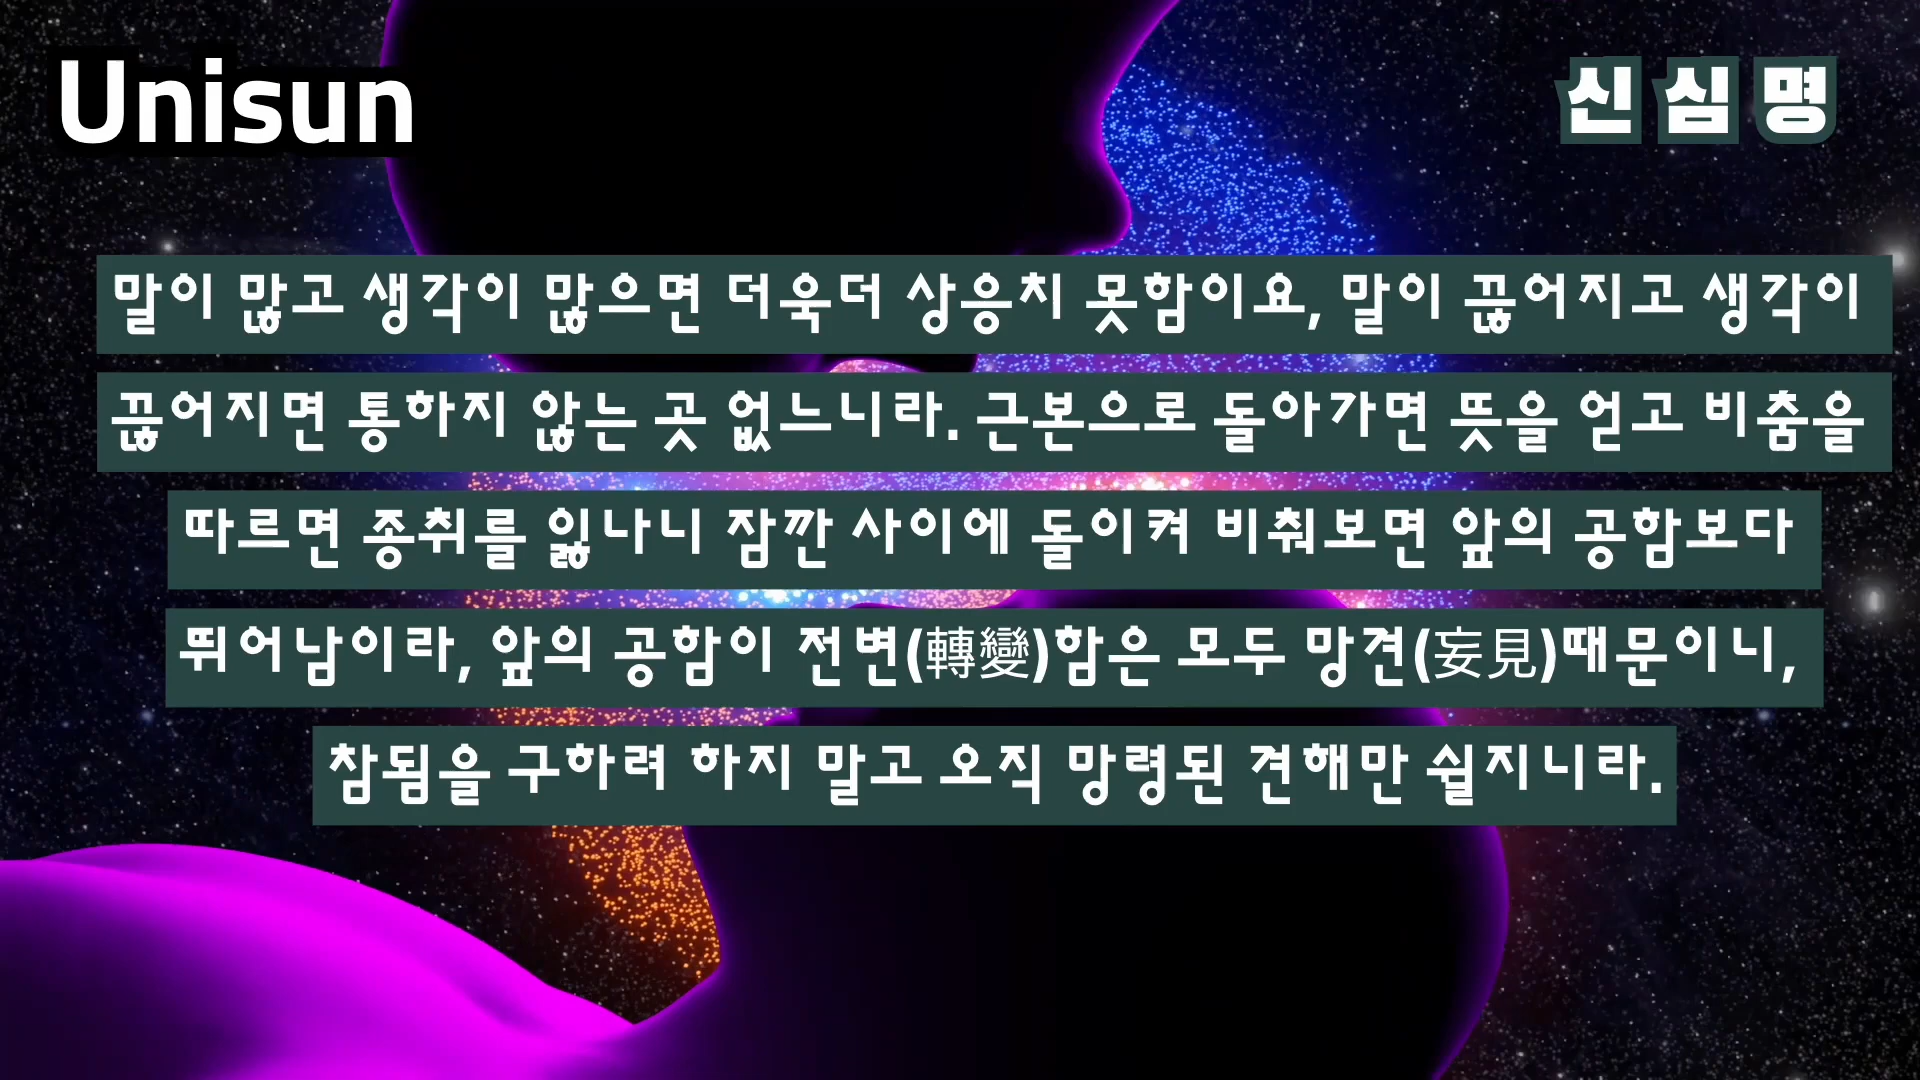 Unisun
신심명
말이 많고 생각이 많으면 더욱더 상응치 못함이요, 말이 끊어지고 생각이
끊어지면 통하지 않는 곳 없느니라. 근본으로 돌아가면 뜻을 얻고 비춤을
따르면 종취를 잃나니 잠깐 사이에 돌이켜 비춰보면 앞의 공함보다
뛰어남이라, 앞의 공함이 전변(轉變)함은 모두 망견(妄見)때문이니,
참됨을 구하려 하지 말고 오직 망령된 견해만 쉴지니라.